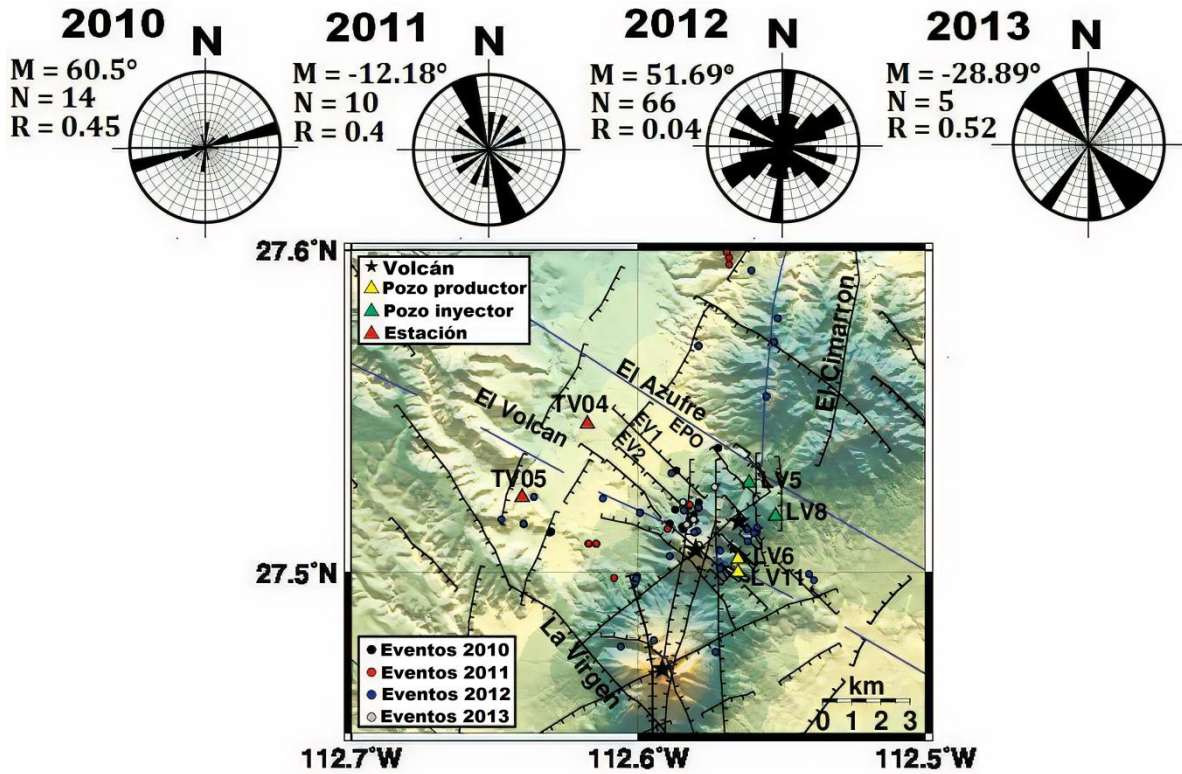 2010
N
M = 60.5°
N = 14
R = 0.45
2011
N
M = -12.18°
N = 10
R = 0.4
2012
N
M = 51.69°
N = 66
R = 0.04
2013
N
M = -28.89°
N = 5
R = 0.52
27.6°N
Volcán
Pozo productor
Pozo inyector
Estación
El Cimarron
El Azufre
El Volcan
TV04
EV1
EPO
EV2
TV05
LV5
LV8
LV6
LV11
27.5°N
La Virgen
Eventos 2010
Eventos 2011
Eventos 2012
Eventos 2013
km
0 1 2 3
112.7°W
112.6°W
112.5°W